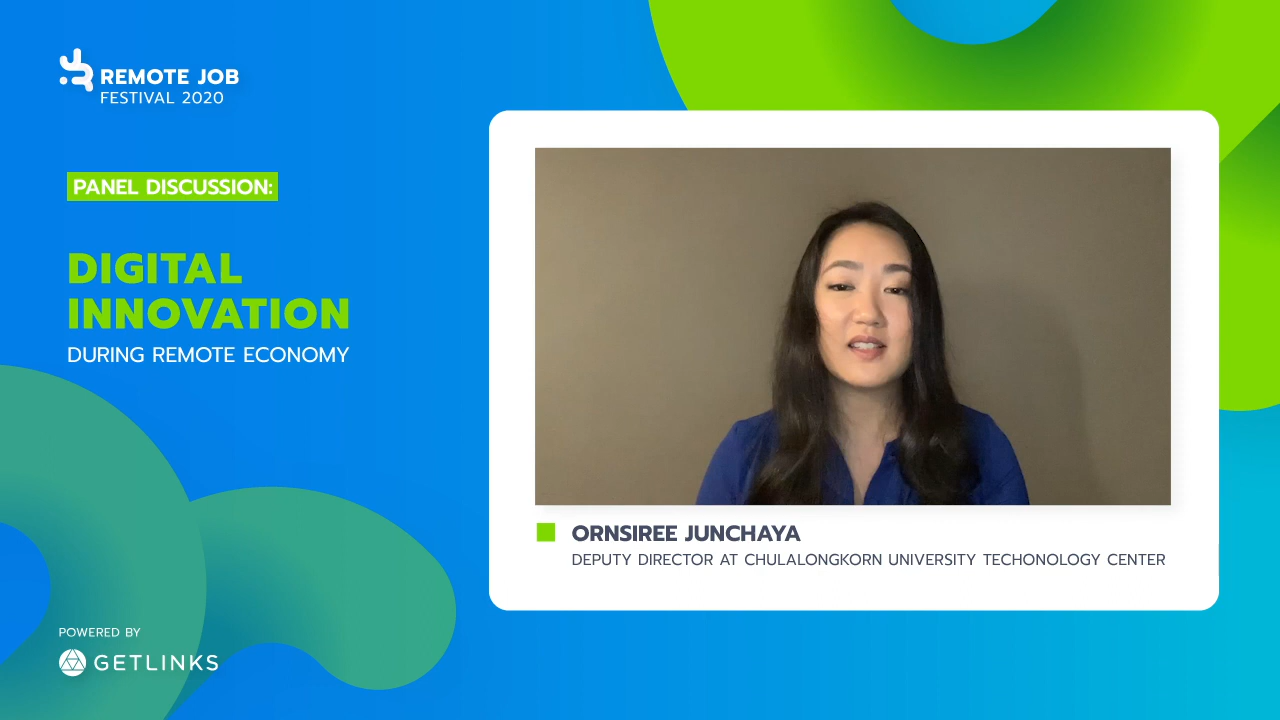 REMOTE JOB
FESTIVAL 2020
PANEL DISCUSSION:
DIGITAL
INNOVATION
DURING REMOTE ECONOMY
ORNSIREE JUNCHAYA
DEPUTY DIRECTOR AT CHULALONGKORN UNIVERSITY TECHONOLOGY CENTER
POWERED BY
GETLINKS